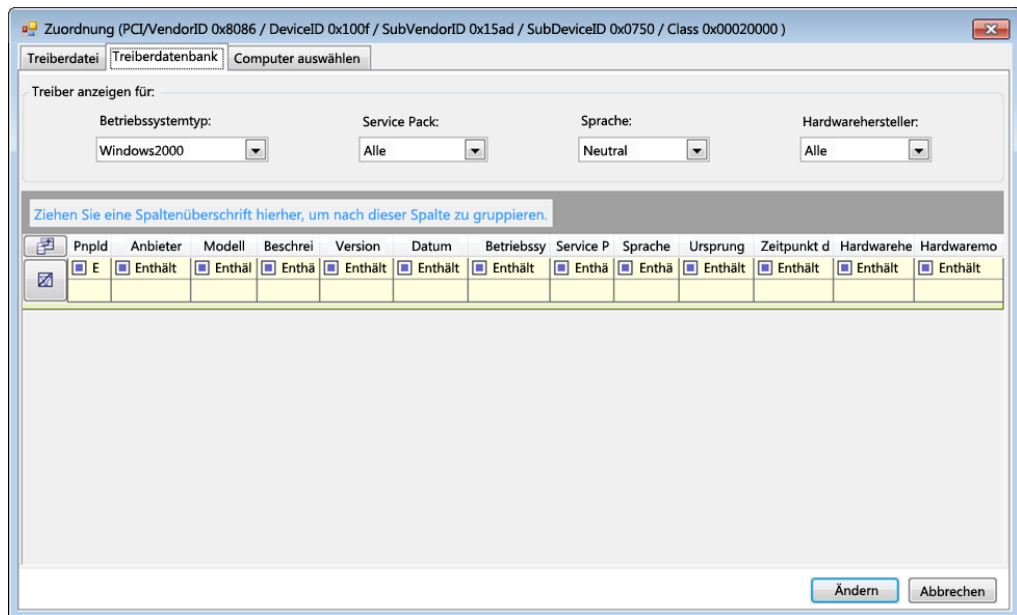 Zuordnung (PCI/VendorID 0x8086 / DeviceID 0x100f / SubVendorID 0x15ad / SubDeviceID 0x0750 / Class 0x00020000 )
Treiberdatei Treiberdatenbank Computer auswählen
Treiber anzeigen für:
Betriebssystemtyp: Service Pack: Sprache: Hardwarehersteller:
Windows2000 Alle Neutral Alle
Ziehen Sie eine Spaltenüberschrift hierher, um nach dieser Spalte zu gruppieren.
PnpId Anbieter Modell Beschrei Version Datum Betriebssy Service P Sprache Ursprung Zeitpunkt d Hardwarehe Hardwaremo
E Enthält Enthäl Enthä Enthält Enthält Enthält Enthä Enthä Enthält Enthält Enthält Enthält
Ändern Abbrechen